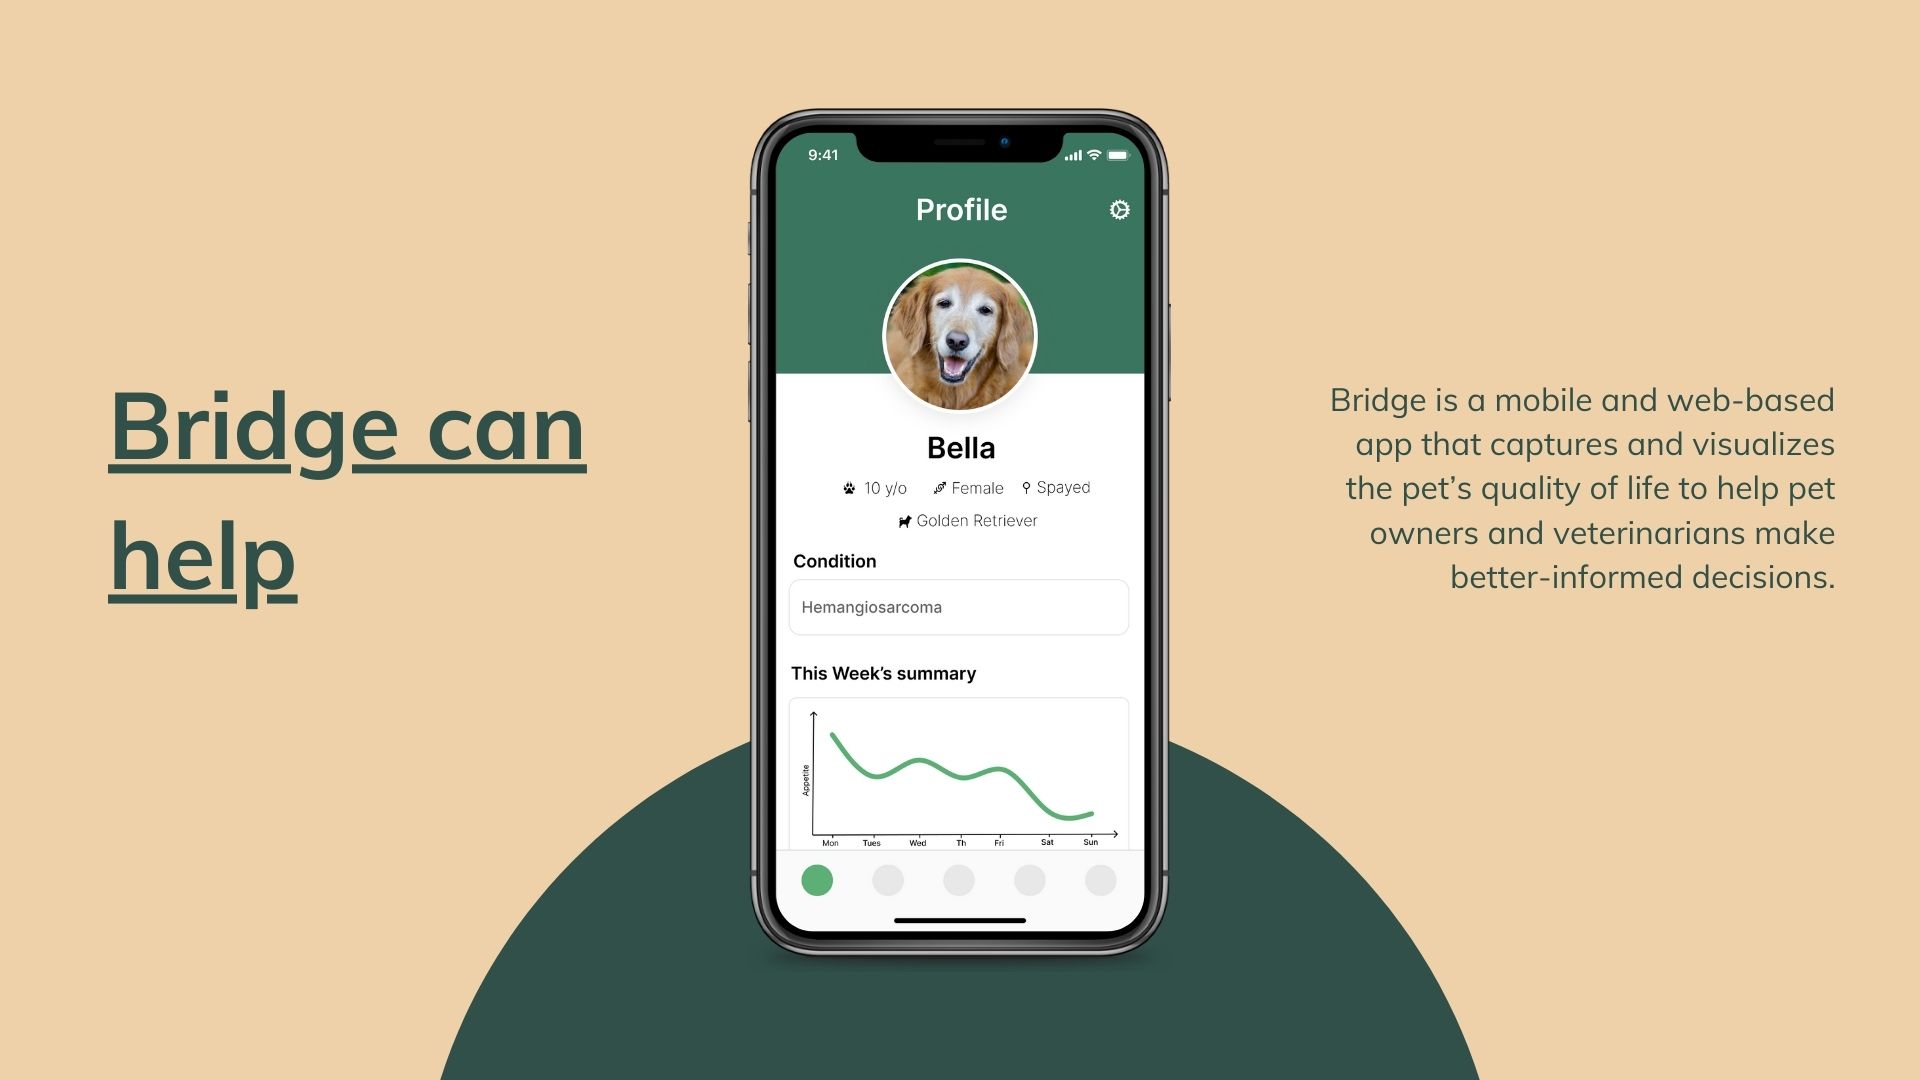 Bridge can
help
9:41
Profile
Bella
10 y/o Female Spayed
Golden Retriever
Condition
Hemangiosarcoma
This Week’s summary
Appetite
Mon Tues Wed Th Fri Sat Sun
Bridge is a mobile and web-based
app that captures and visualizes
the pet’s quality of life to help pet
owners and veterinarians make
better-informed decisions.